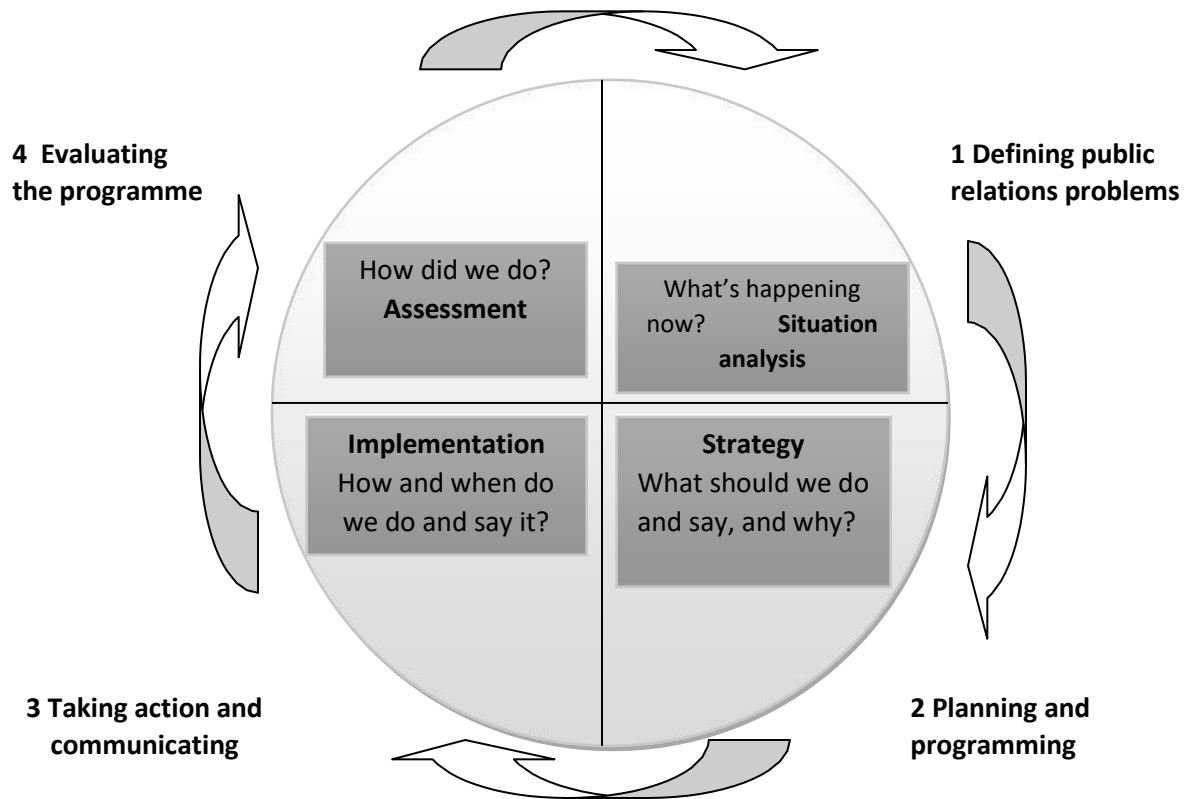 4 Evaluating
the programme
1 Defining public
relations problems
How did we do?
Assessment
What’s happening
now? Situation
analysis
Implementation
How and when do
we do and say it?
Strategy
What should we do
and say, and why?
3 Taking action and
communicating
2 Planning and
programming